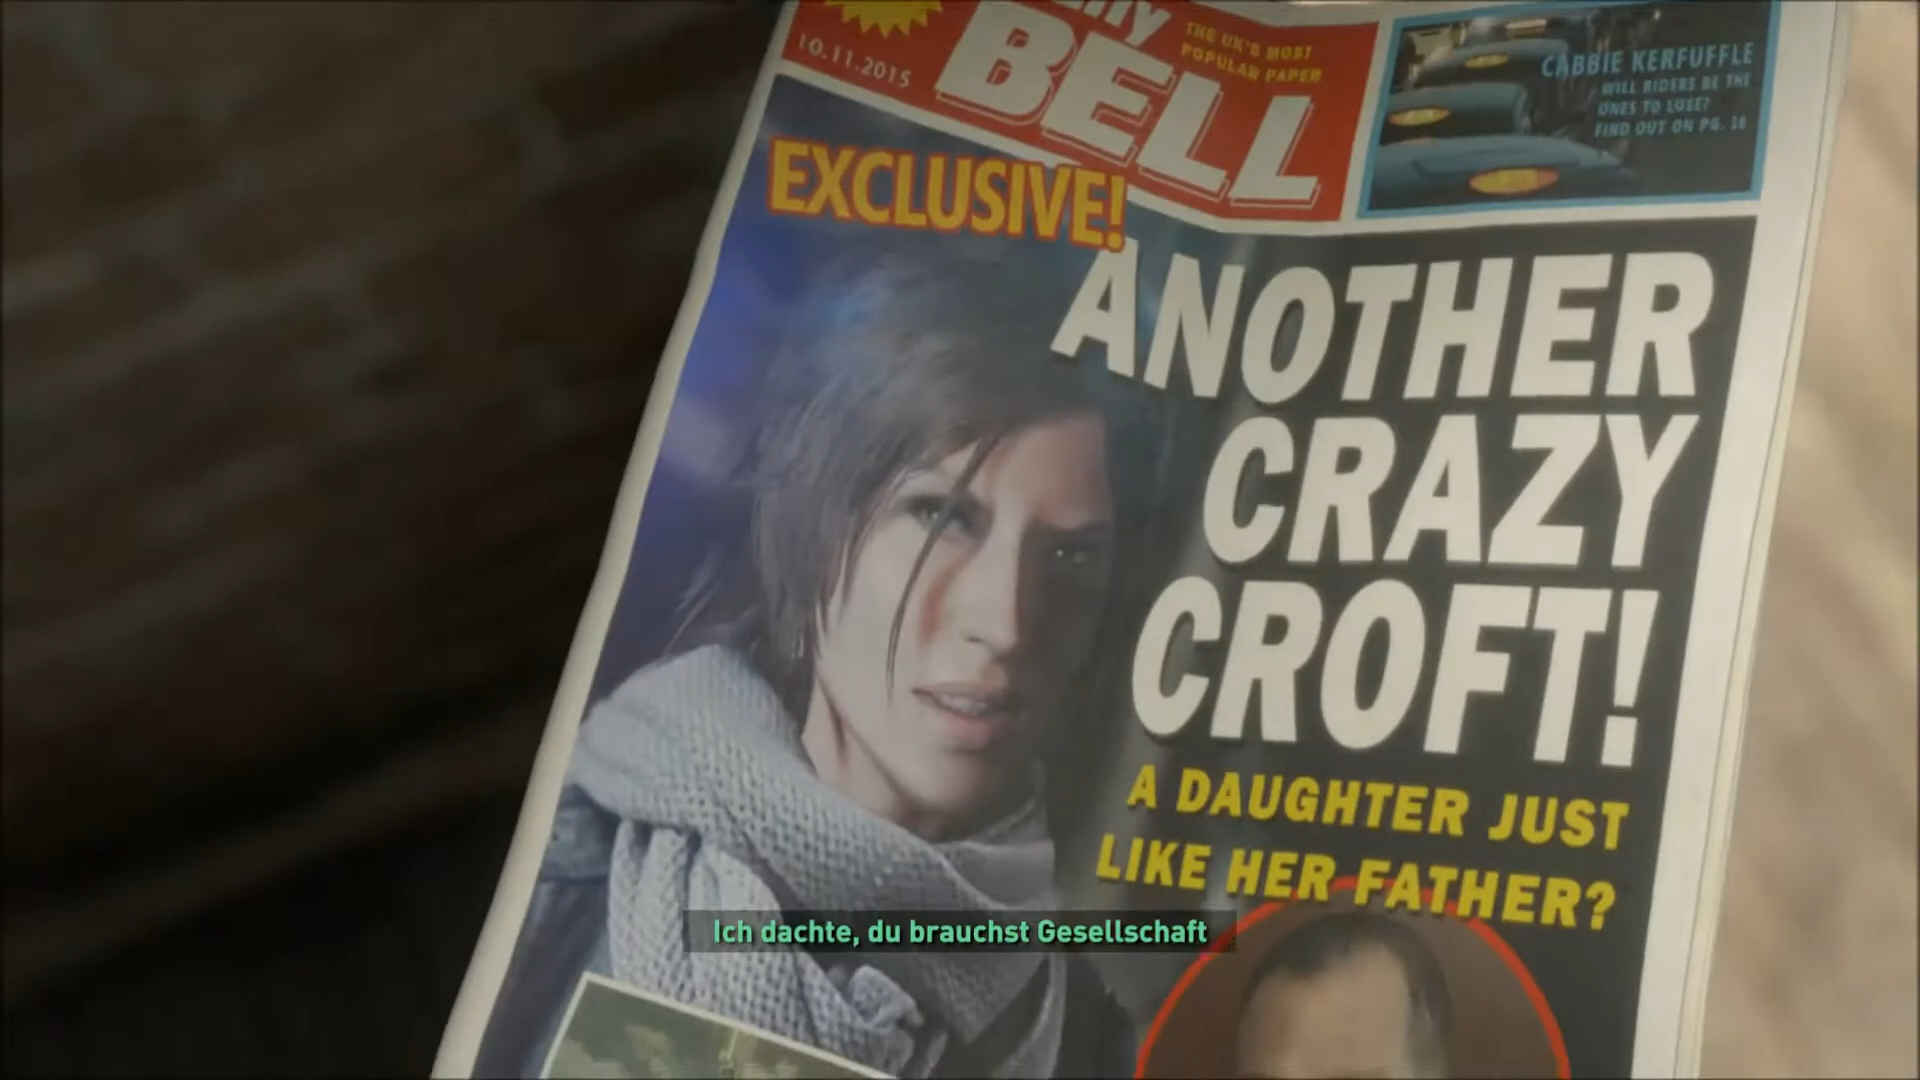 10.11.2015
BELL
THE UK'S MOST
POPULAR PAPER
CABBIE KERFUFFLE
WILL RIDERS BE THE
ONES TO LOSE?
FIND OUT ON PG. 16
EXCLUSIVE!
ANOTHER
CRAZY
CROFT!
A DAUGHTER JUST
LIKE HER FATHER?
Ich dachte, du brauchst Gesellschaft